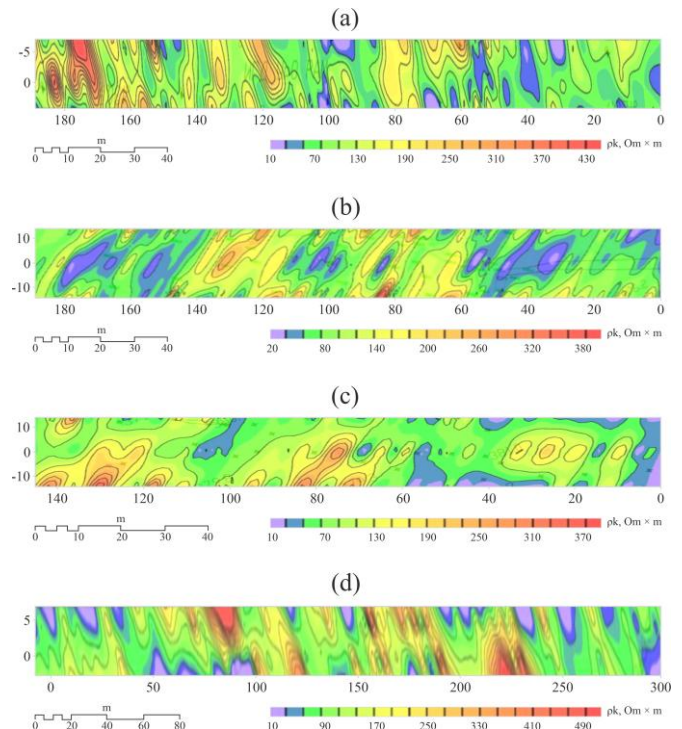 (a)
-5
0
180 160 140 120 100 80 60 40 20 0
m
0 10 20 30 40
10 70 130 190 250 310 370 430
ρk, Om × m
(b)
10
0
-10
180 160 140 120 100 80 60 40 20 0
m
0 10 20 30 40
20 80 140 200 260 320 380
ρk, Om × m
(c)
10
0
-10
140 120 100 80 60 40 20 0
m
0 10 20 30 40
10 70 130 190 250 310 370
ρk, Om × m
(d)
5
0
0 50 100 150 200 250 300
m
0 20 40 60 80
10 90 170 250 330 410 490
ρk, Om × m